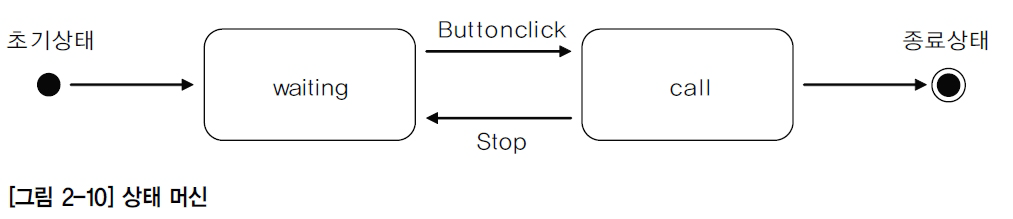 초기상태
Buttonclick
종료상태
waiting
call
Stop
[그림 2-10] 상태 머신